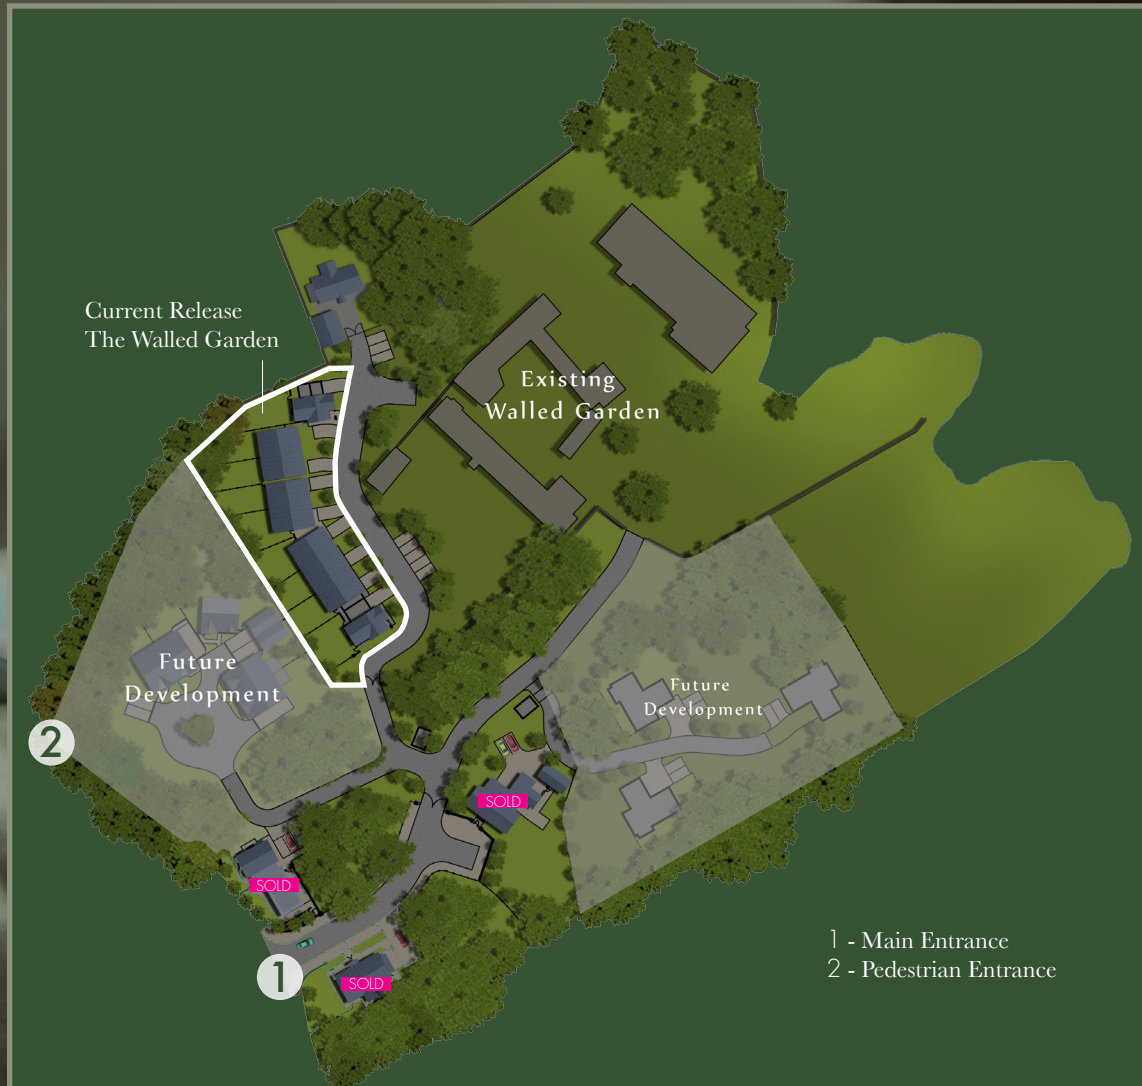 Current Release
The Walled Garden
Existing
Walled Garden
Future
Development
Future
Development
2
SOLD
SOLD
1
SOLD
1 - Main Entrance
2 - Pedestrian Entrance